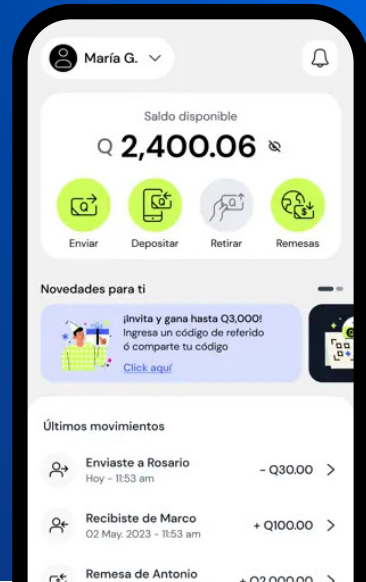 María G.
Saldo disponible
Q 2,400.06
Enviar Depositar Retirar Remesas
Novedades para ti
¡Invita y gana hasta Q3,000!
Ingresa un código de referido
ó comparte tu código
Click aquí
Últimos movimientos
Enviaste a Rosario
- Q30.00
Hoy - 11:53 am
Recibiste de Marco
+ Q100.00
02 May. 2023 - 11:53 am
Remesa de Antonio
+ Q2,000.00